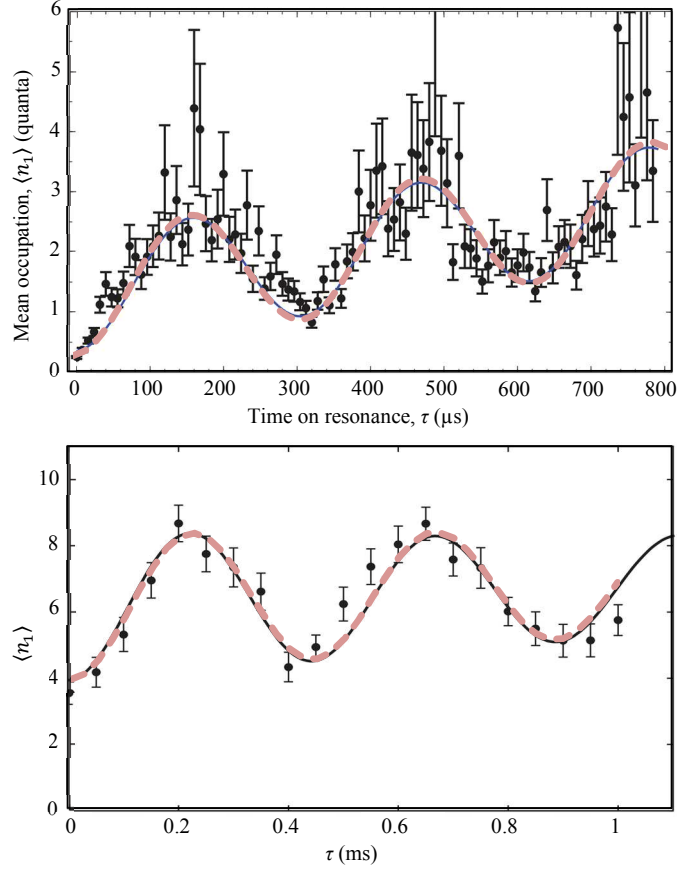 6
5
4
3
2
1
0
Mean occupation, ⟨n₁⟩ (quanta)
0 100 200 300 400 500 600 700 800
Time on resonance, τ (μs)
10
8
6
4
2
0
⟨n₁⟩
0 0.2 0.4 0.6 0.8 1
τ (ms)